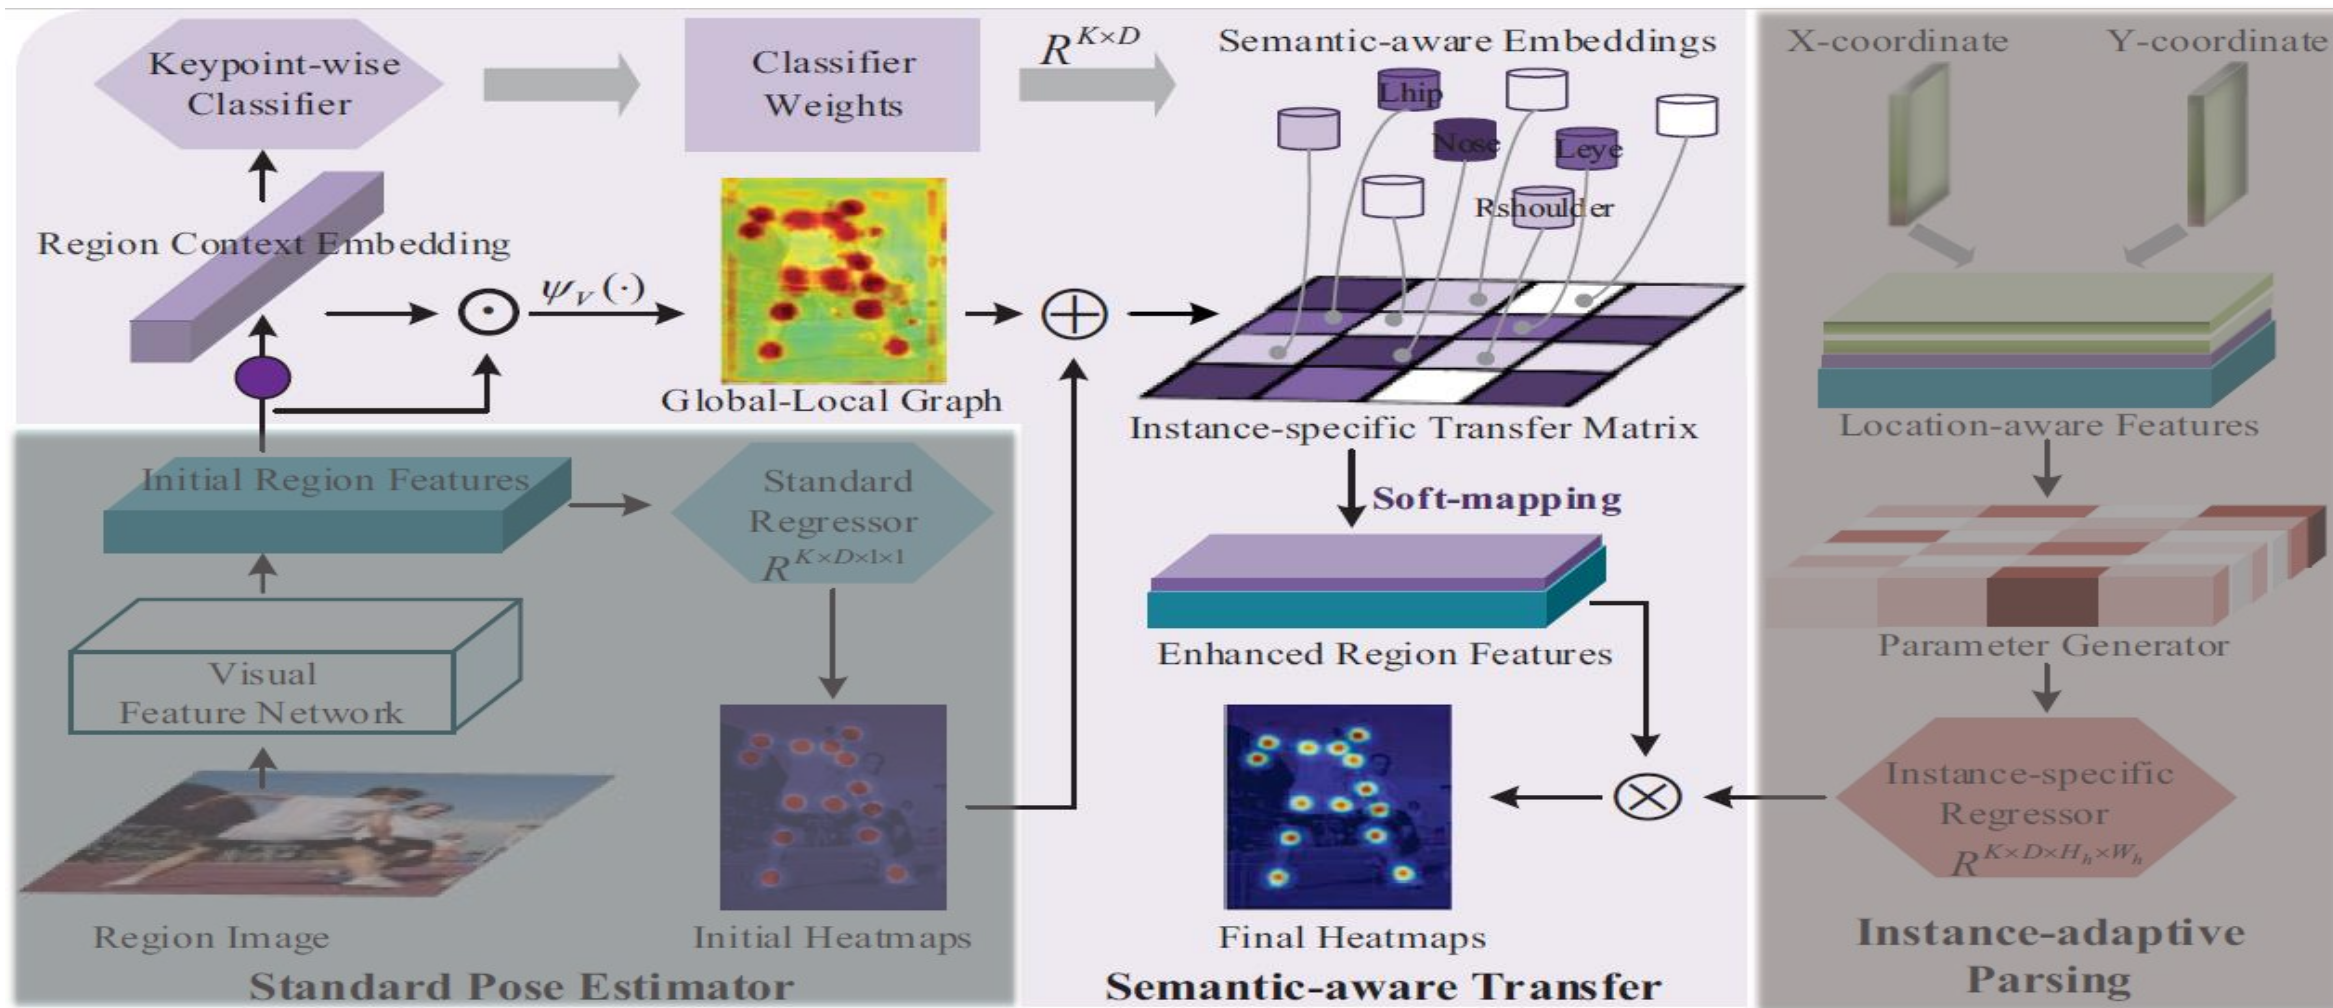 Keypoint-wise
Classifier
Classifier
Weights
R^{K×D}
Semantic-aware Embeddings
Lhip
Nose
Leye
Rshoulder
X-coordinate
Y-coordinate
Region Context Embedding
ψ_V(·)
Global-Local Graph
Instance-specific Transfer Matrix
Location-aware Features
Initial Region Features
Standard
Regressor
R^{K×D×1×1}
Soft-mapping
Visual
Feature Network
Enhanced Region Features
Parameter Generator
Instance-specific
Regressor
R^{K×D×H_h×W_h}
Region Image
Initial Heatmaps
Final Heatmaps
Standard Pose Estimator
Semantic-aware Transfer
Instance-adaptive
Parsing